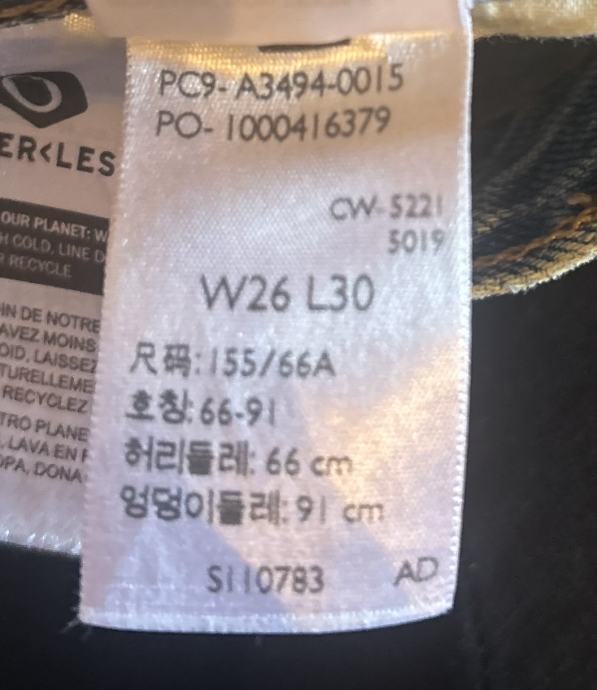 PC9- A3494-0015
PO- 1000416379
CW-5221
5019
W26 L30
尺码:155/66A
호칭:66-91
허리둘레: 66 cm
엉덩이둘레: 91 cm
S110783 AD
ER<LES
OUR PLANET: W
H COLD, LINE D
RECYCLE
IN DE NOTRE
AVEZ MOINS
OID, LAISSEZ
TURELLEME
RECYCLEZ
TRO PLANE
, LAVA EN F
OPA, DONA